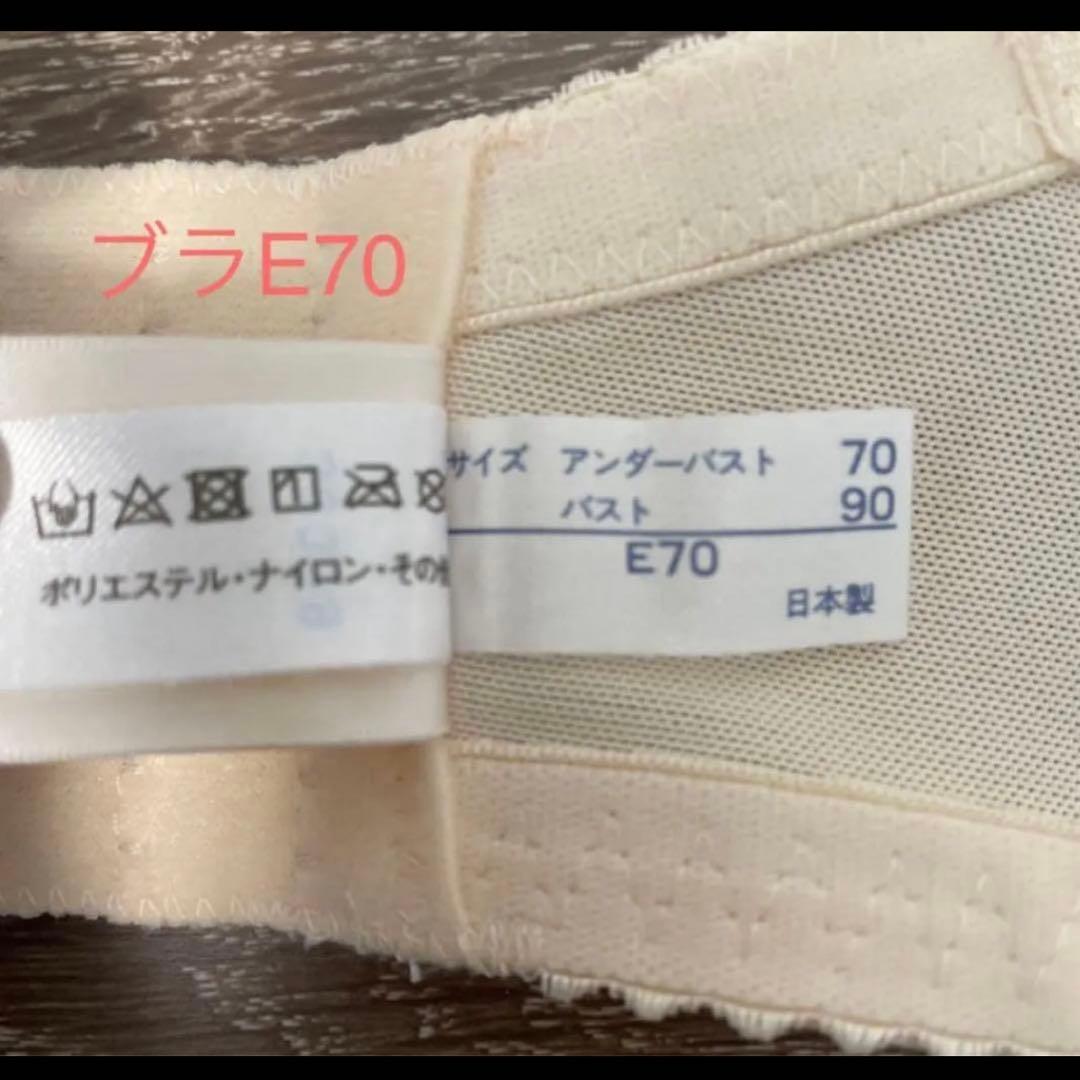 ブラE70
サイズ アンダーバスト 70
バスト 90
E70
日本製
ポリエステル・ナイロン・その